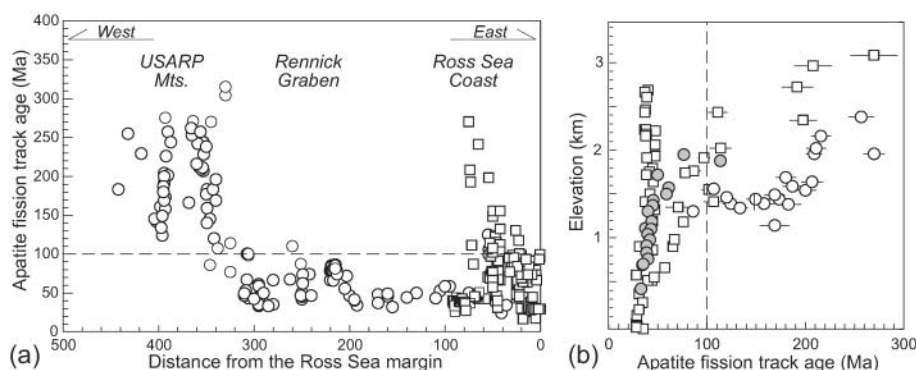 400
350
300
250
200
150
100
50
0
Apatite fission track age (Ma)
West
East
USARP
Mts.
Rennick
Graben
Ross Sea
Coast
500 400 300 200 100 0
Distance from the Ross Sea margin
(a)
3
2
1
Elevation (km)
0 100 200 300
Apatite fission track age (Ma)
(b)